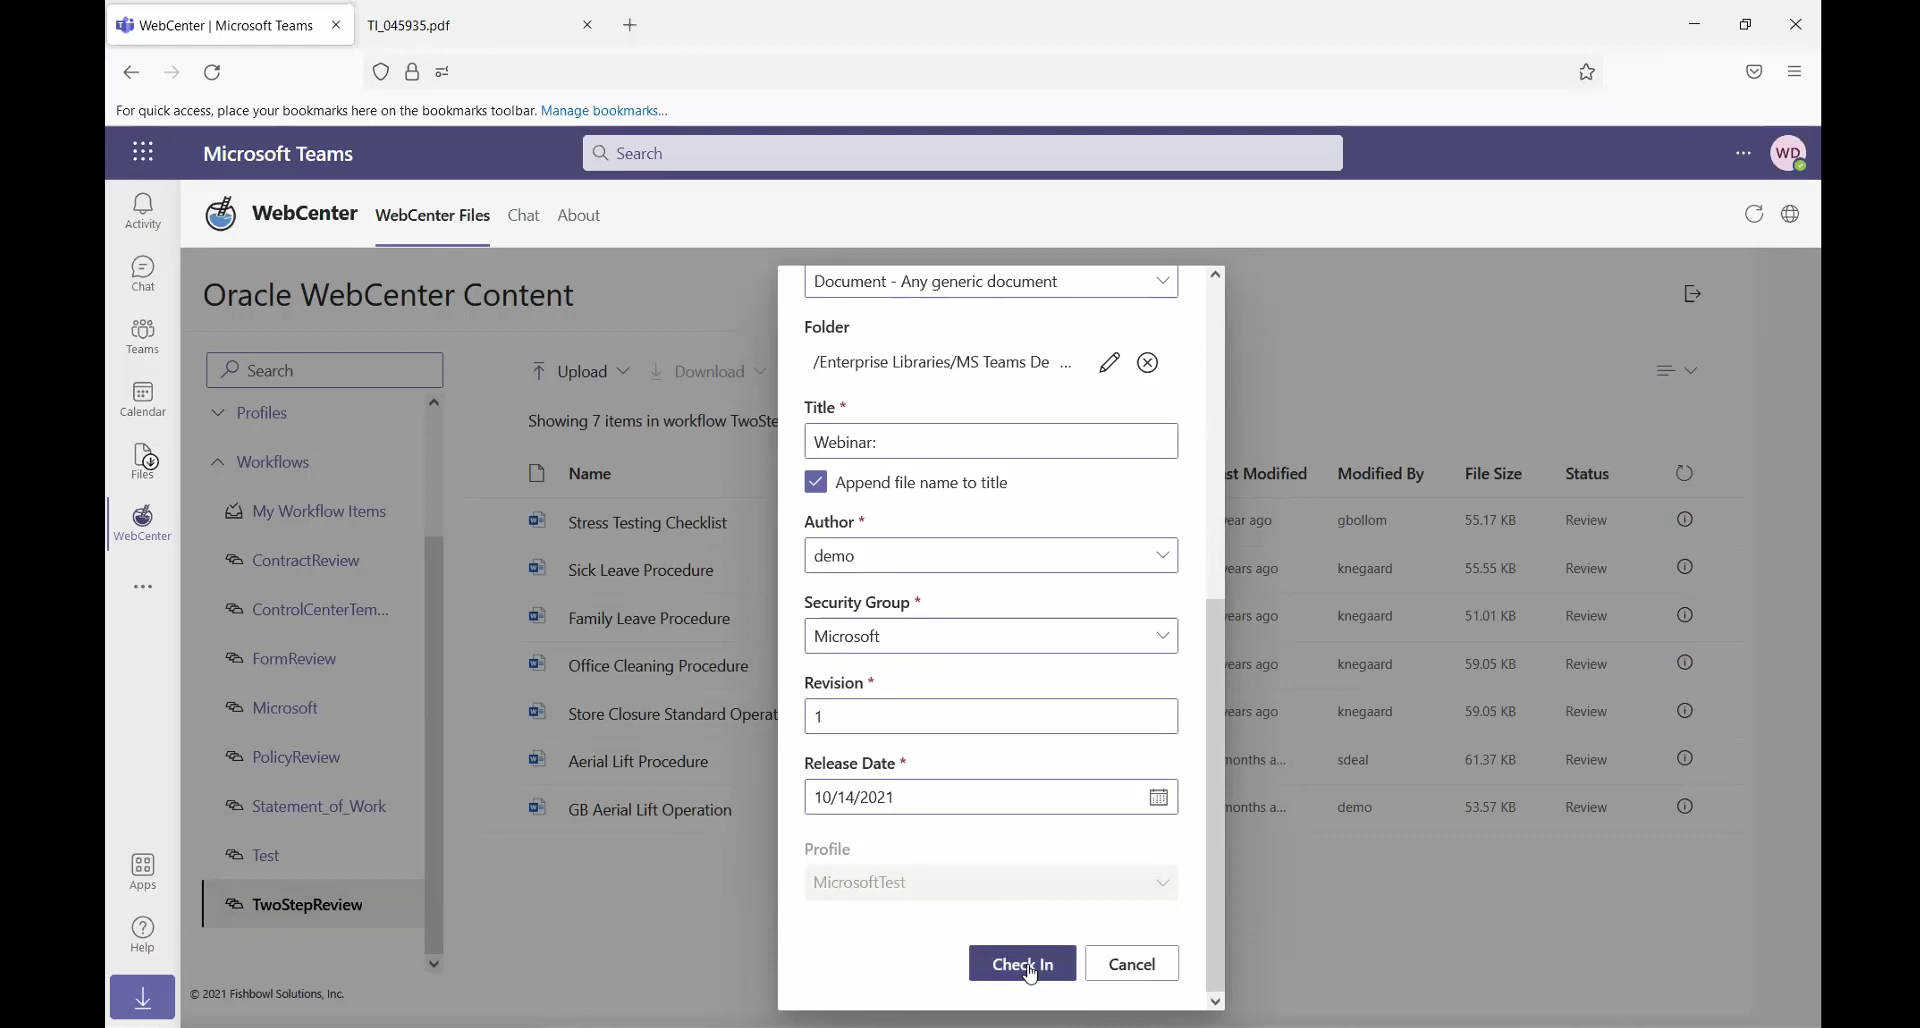 WebCenter | Microsoft Teams
TI_045935.pdf
For quick access, place your bookmarks here on the bookmarks toolbar. Manage bookmarks...
Microsoft Teams
Search
WD
Activity
Chat
Teams
Calendar
Files
WebCenter
Apps
Help
WebCenter
WebCenter Files
Chat
About
Oracle WebCenter Content
Search
Profiles
Workflows
My Workflow Items
ContractReview
ControlCenterTem...
FormReview
Microsoft
PolicyReview
Statement_of_Work
Test
TwoStepReview
© 2021 Fishbowl Solutions, Inc.
Upload
Download
Showing 7 items in workflow TwoSte
Name
st Modified
Modified By
File Size
Status
Stress Testing Checklist
year ago
gbollom
55.17 KB
Review
Sick Leave Procedure
years ago
knegaard
55.55 KB
Review
Family Leave Procedure
years ago
knegaard
51.01 KB
Review
Office Cleaning Procedure
years ago
knegaard
59.05 KB
Review
Store Closure Standard Operat
years ago
knegaard
59.05 KB
Review
Aerial Lift Procedure
months a...
sdeal
61.37 KB
Review
GB Aerial Lift Operation
months a...
demo
53.57 KB
Review
Document - Any generic document
Folder
/Enterprise Libraries/MS Teams De ...
Title *
Webinar:
Append file name to title
Author *
demo
Security Group *
Microsoft
Revision *
1
Release Date *
10/14/2021
Profile
MicrosoftTest
Check In
Cancel